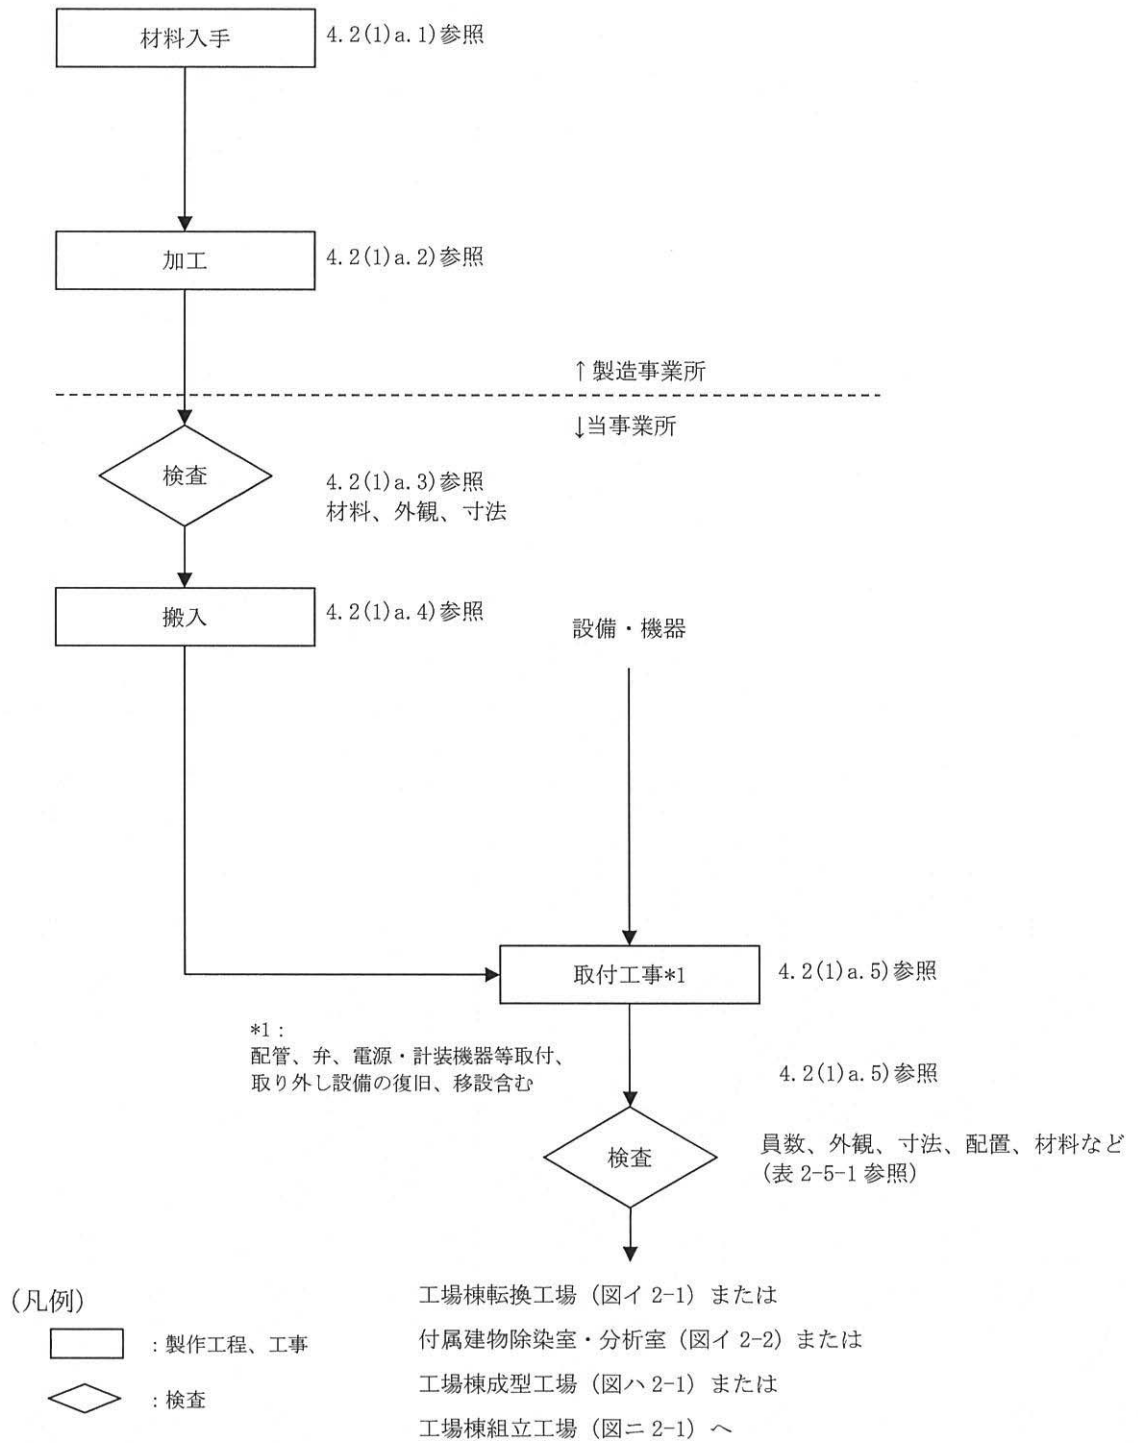 材料入手
4.2(1)a.1)参照
加工
4.2(1)a.2)参照
↑製造事業所
↓当事業所
検査
4.2(1)a.3)参照
材料、外観、寸法
搬入
4.2(1)a.4)参照
設備・機器
取付工事*1
4.2(1)a.5)参照
*1：
配管、弁、電源・計装機器等取付、
取り外し設備の復旧、移設含む
4.2(1)a.5)参照
検査
員数、外観、寸法、配置、材料など
(表 2-5-1 参照)
(凡例)
：製作工程、工事
：検査
工場棟転換工場（図イ 2-1）または
付属建物除染室・分析室（図イ 2-2）または
工場棟成型工場（図ハ 2-1）または
工場棟組立工場（図ニ 2-1）へ